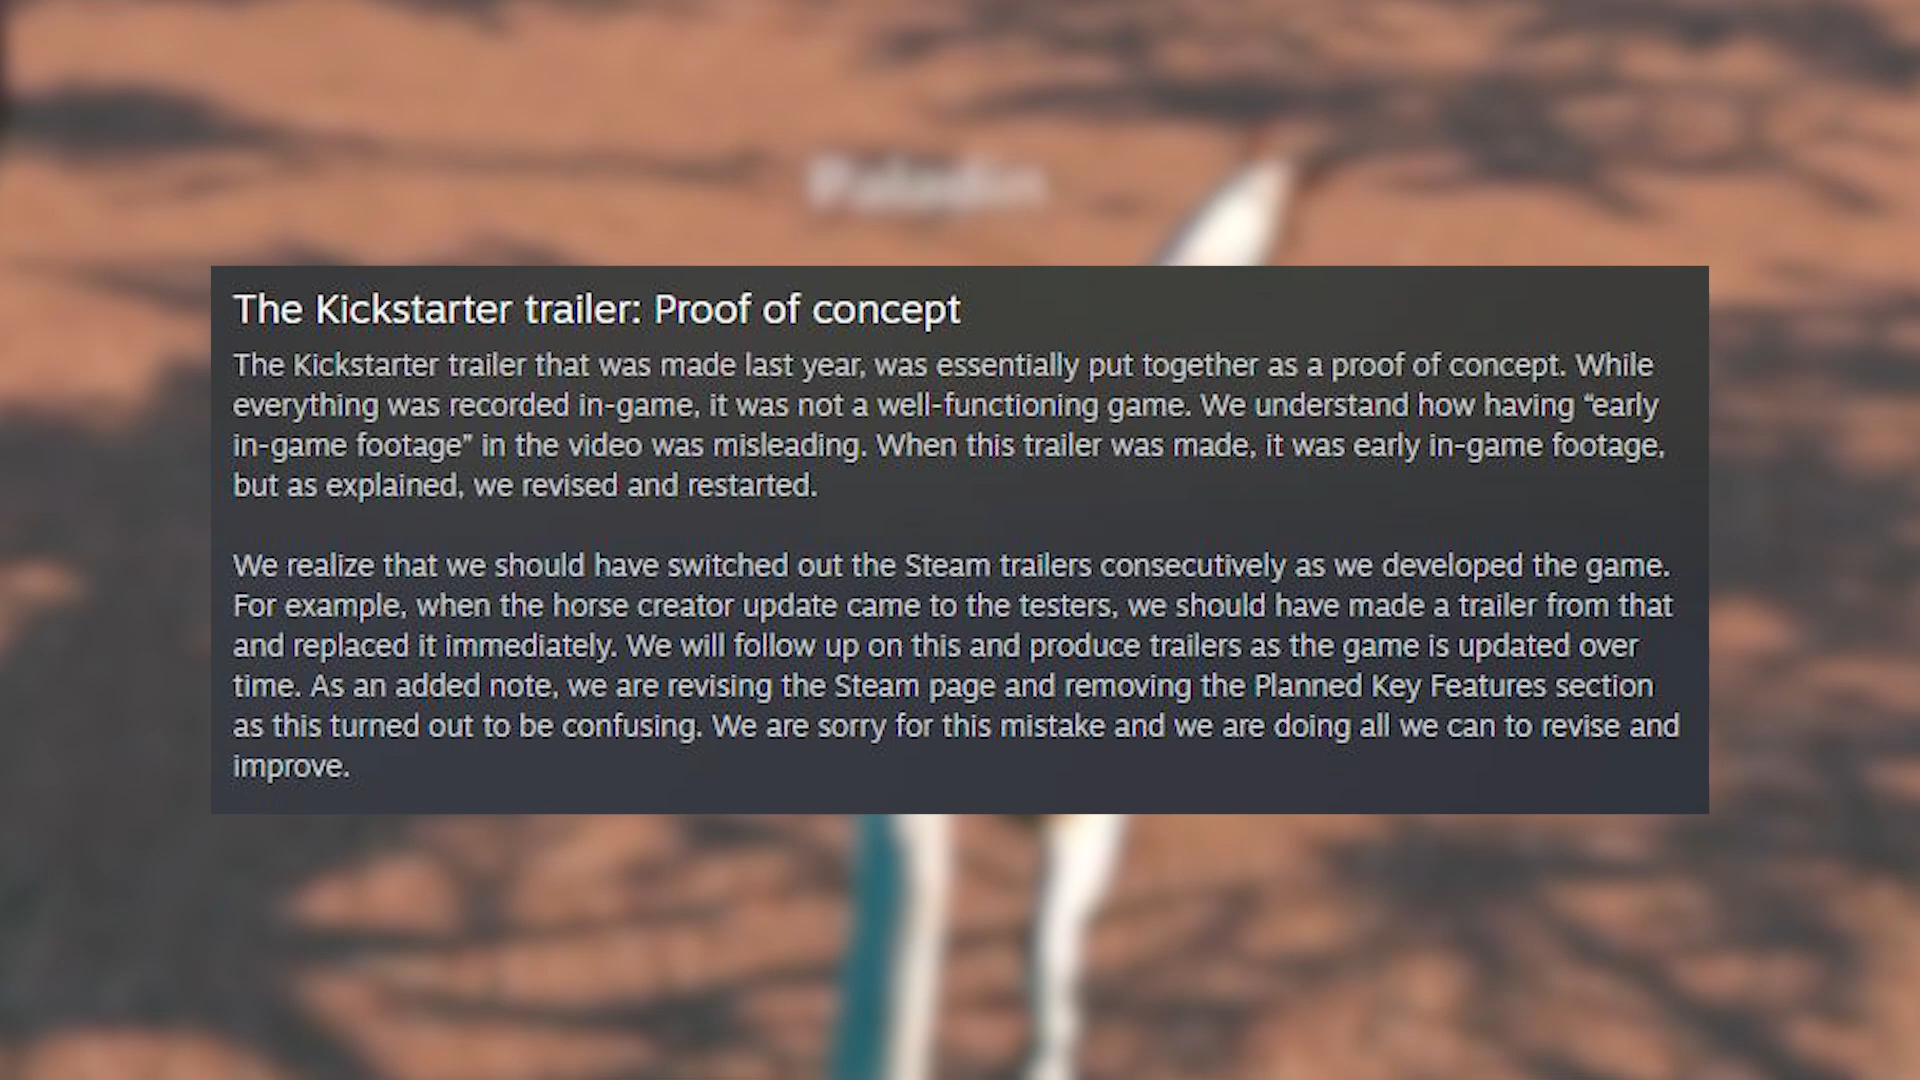 Paladin
The Kickstarter trailer: Proof of concept
The Kickstarter trailer that was made last year, was essentially put together as a proof of concept. While
everything was recorded in-game, it was not a well-functioning game. We understand how having “early
in-game footage” in the video was misleading. When this trailer was made, it was early in-game footage,
but as explained, we revised and restarted.
We realize that we should have switched out the Steam trailers consecutively as we developed the game.
For example, when the horse creator update came to the testers, we should have made a trailer from that
and replaced it immediately. We will follow up on this and produce trailers as the game is updated over
time. As an added note, we are revising the Steam page and removing the Planned Key Features section
as this turned out to be confusing. We are sorry for this mistake and we are doing all we can to revise and
improve.